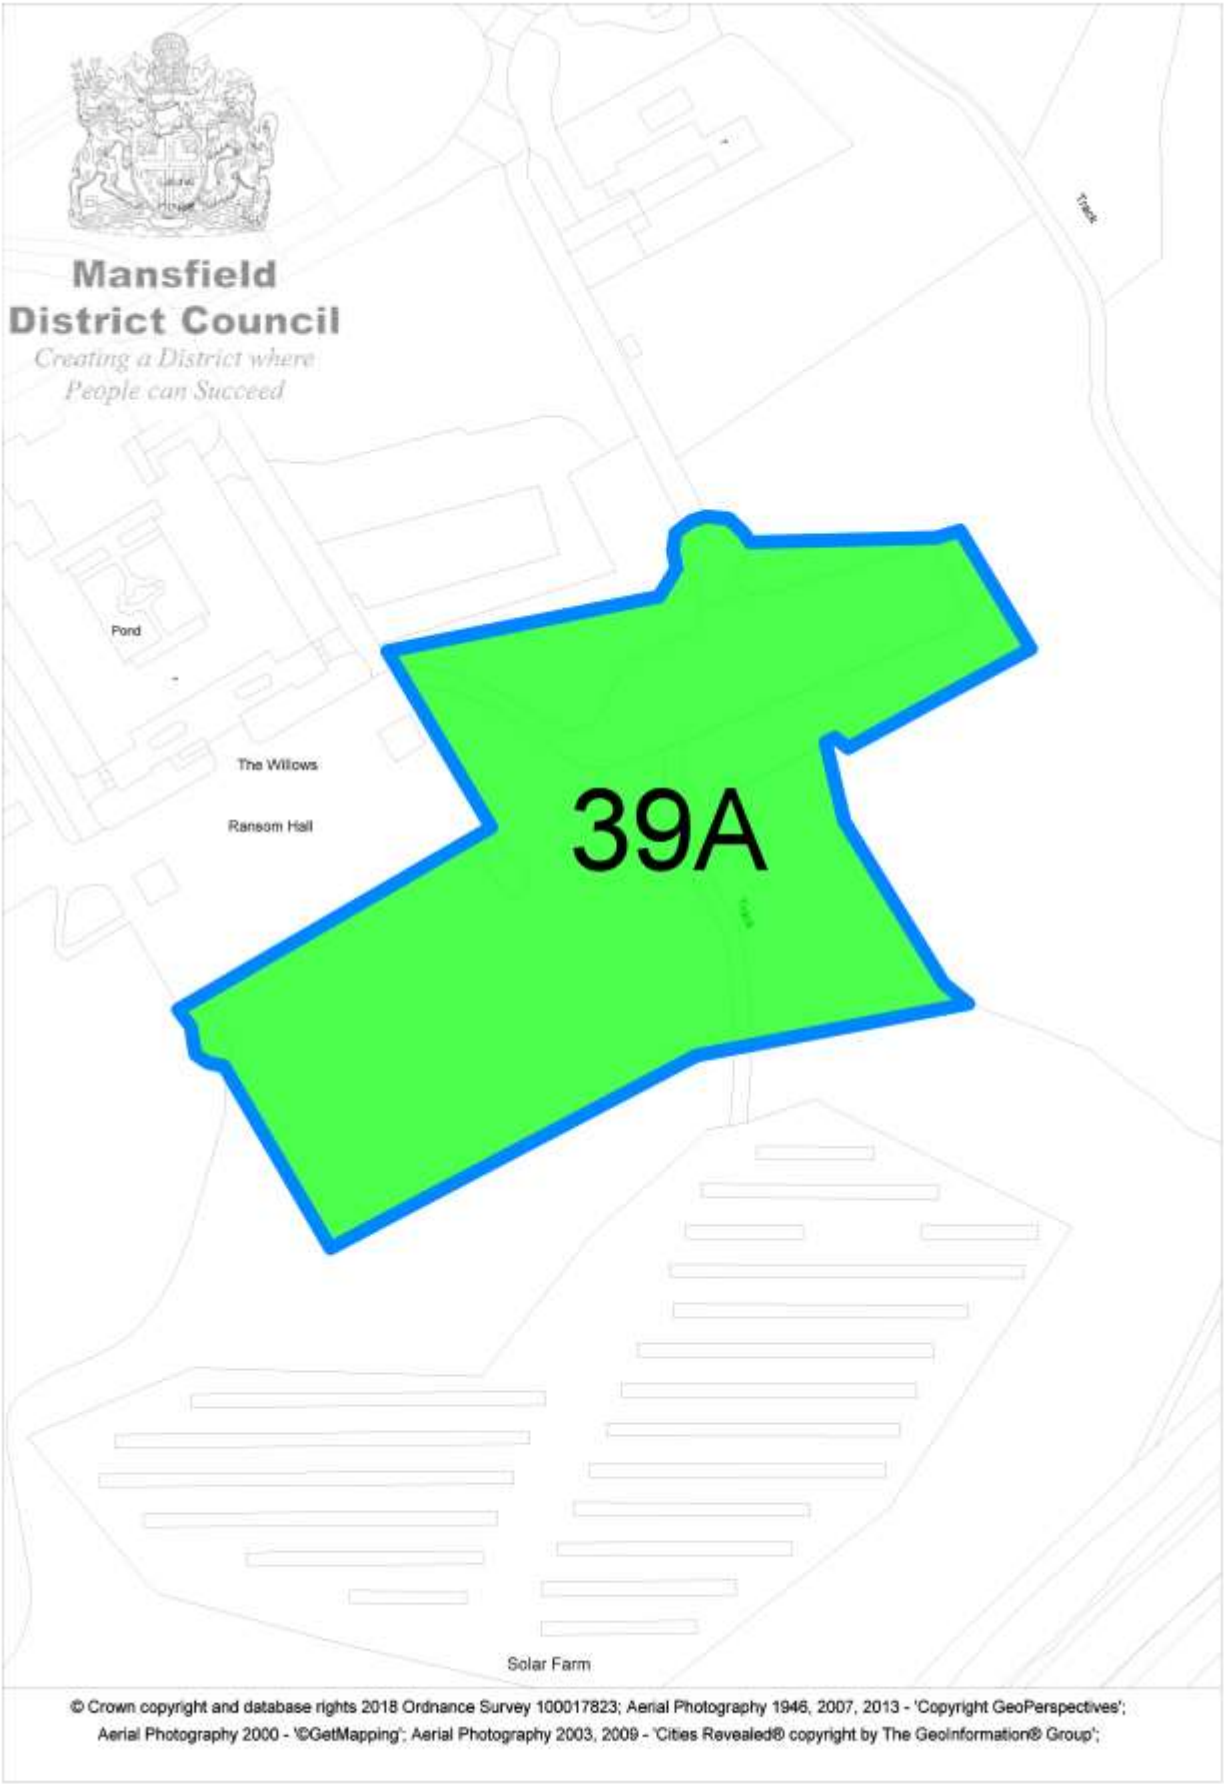 Mansfield
District Council
Creating a District where
People can Succeed
Track
Pond
The Willows
Ransom Hall
39A
Track
Solar Farm
© Crown copyright and database rights 2018 Ordnance Survey 100017823; Aerial Photography 1946, 2007, 2013 - 'Copyright GeoPerspectives';
Aerial Photography 2000 - '©GetMapping'; Aerial Photography 2003, 2009 - 'Cities Revealed® copyright by The GeoInformation® Group';